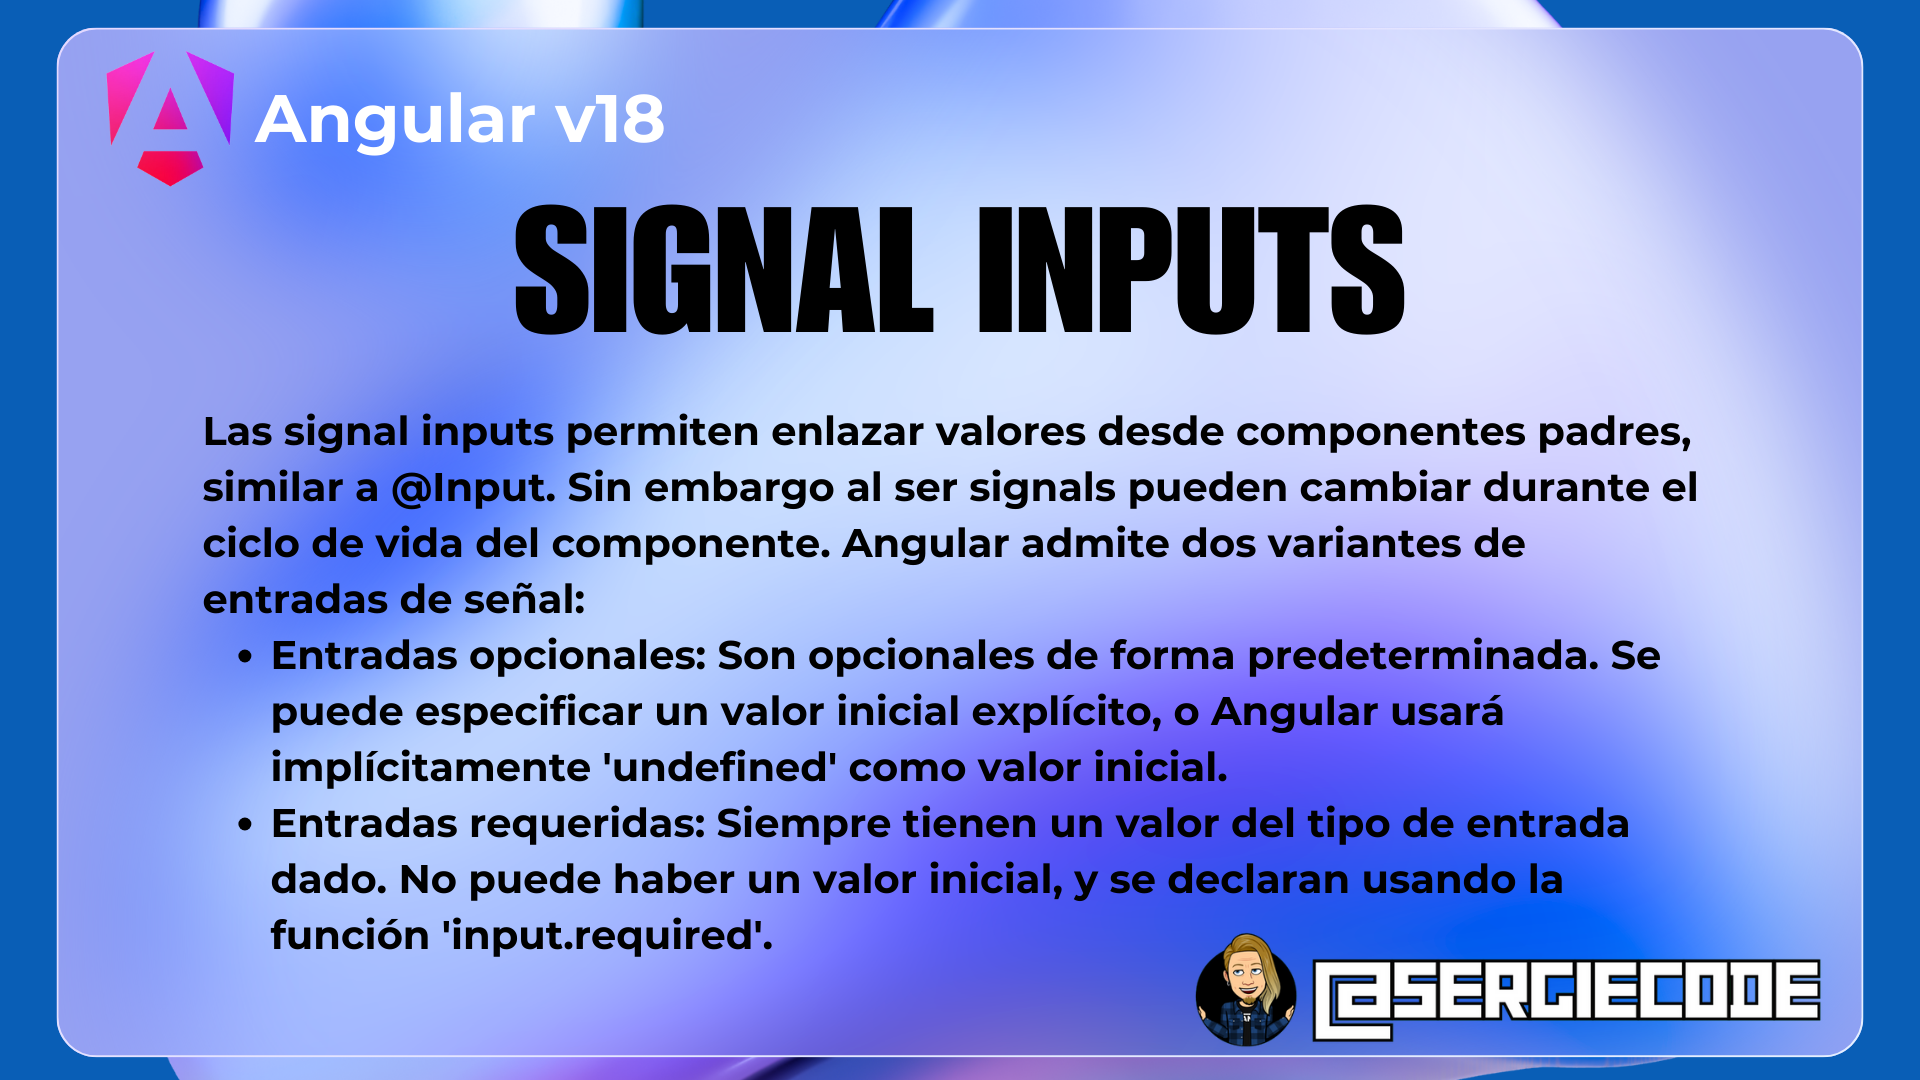 Angular v18
SIGNAL INPUTS
Las signal inputs permiten enlazar valores desde componentes padres,
similar a @Input. Sin embargo al ser signals pueden cambiar durante el
ciclo de vida del componente. Angular admite dos variantes de
entradas de señal:
• Entradas opcionales: Son opcionales de forma predeterminada. Se
puede especificar un valor inicial explícito, o Angular usará
implícitamente 'undefined' como valor inicial.
• Entradas requeridas: Siempre tienen un valor del tipo de entrada
dado. No puede haber un valor inicial, y se declaran usando la
función 'input.required'.
@SERGIECODE